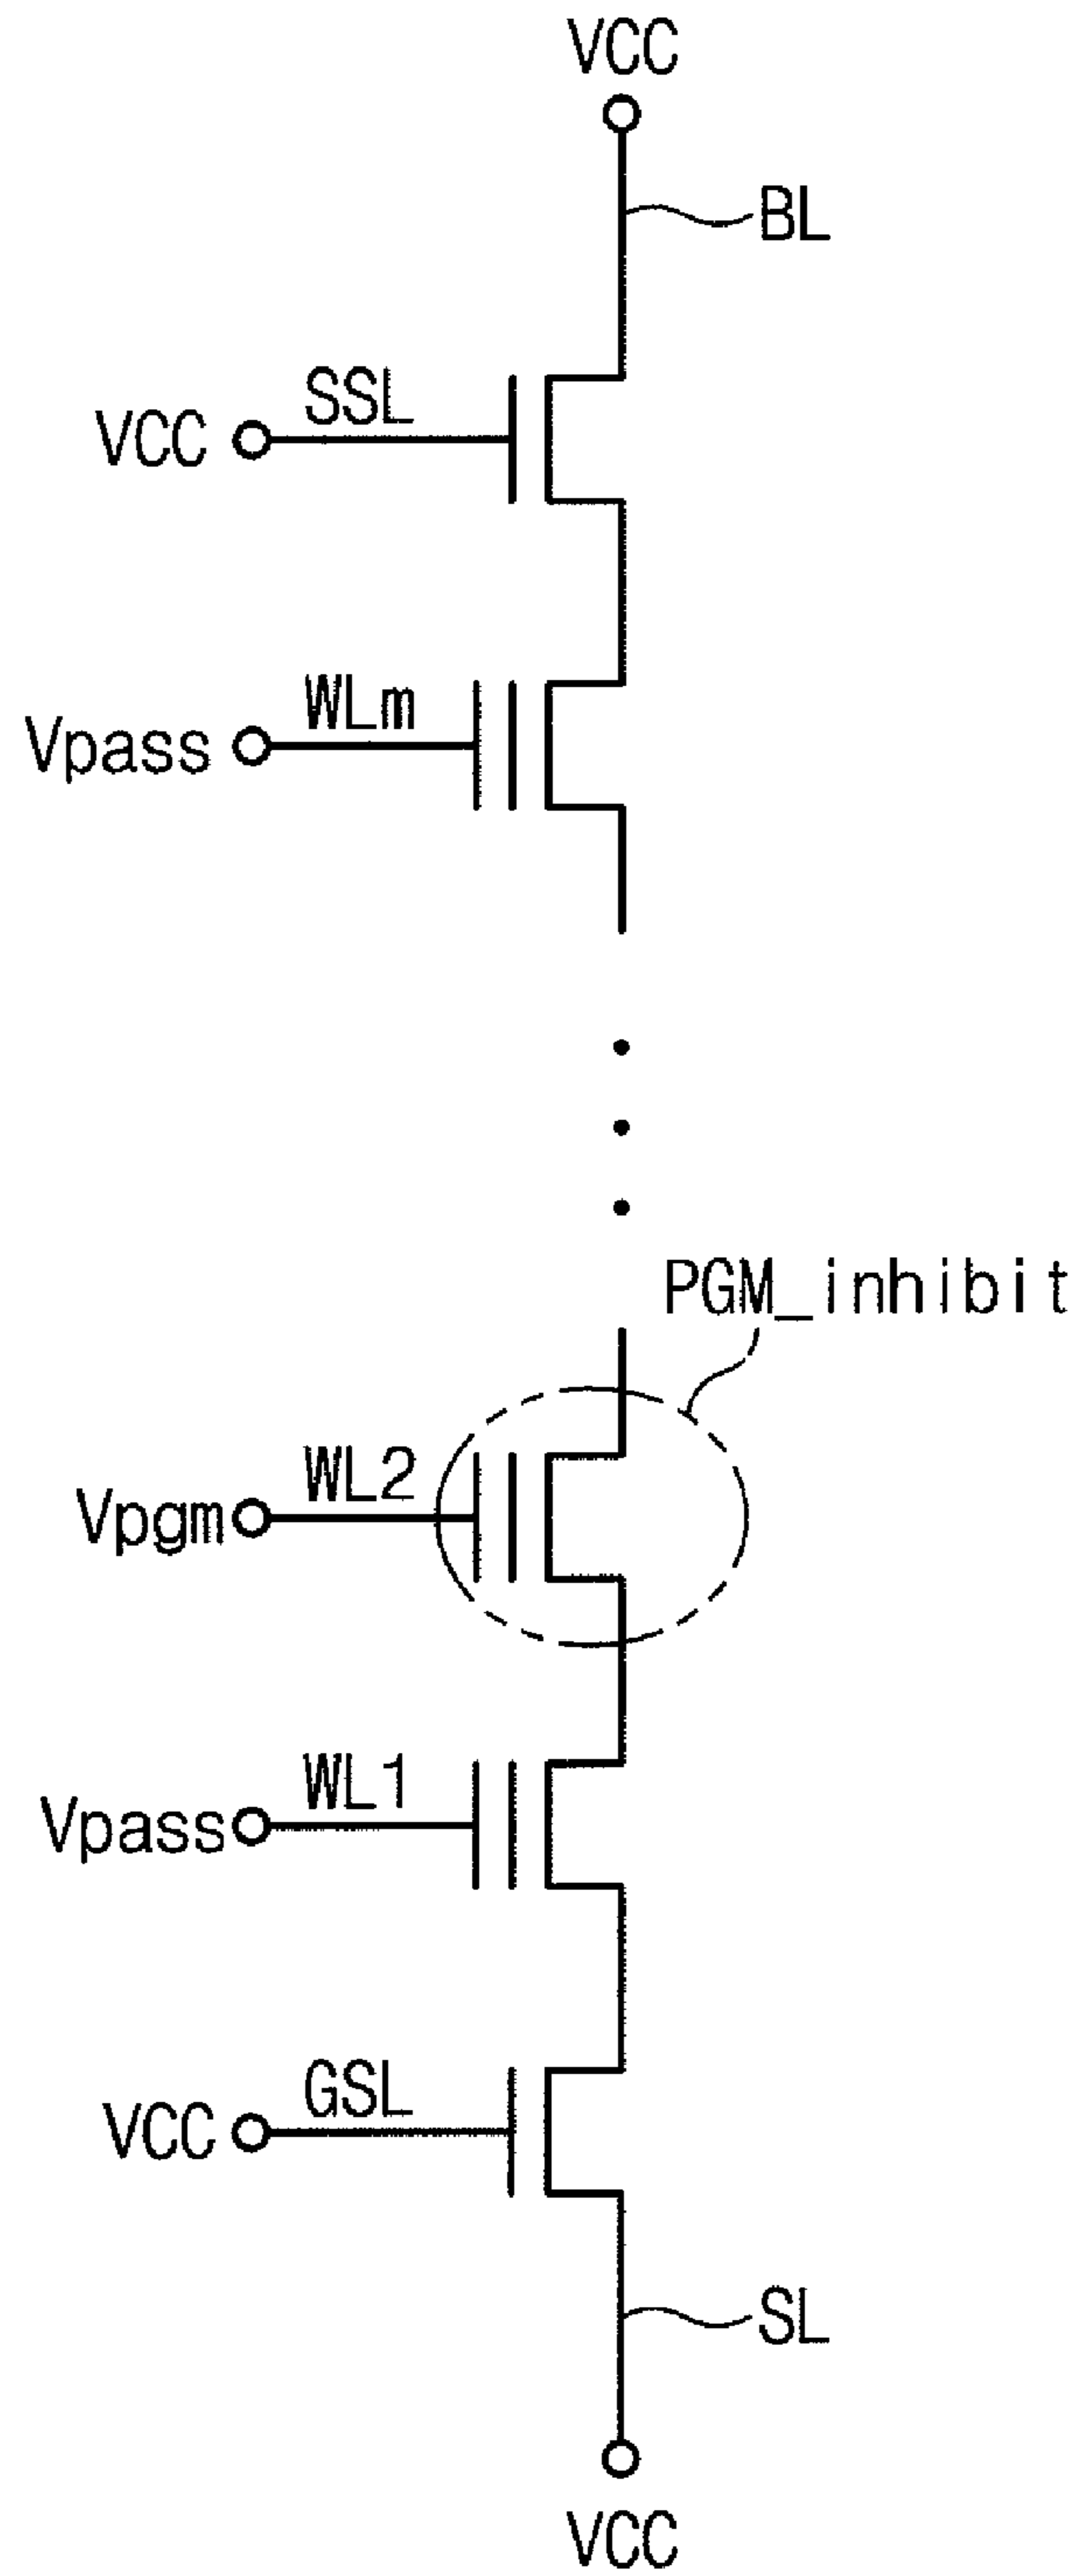 VCC
BL
SSL
VCC
WLm
Vpass
PGM_inhibit
WL2
Vpgm
WL1
Vpass
GSL
VCC
SL
VCC